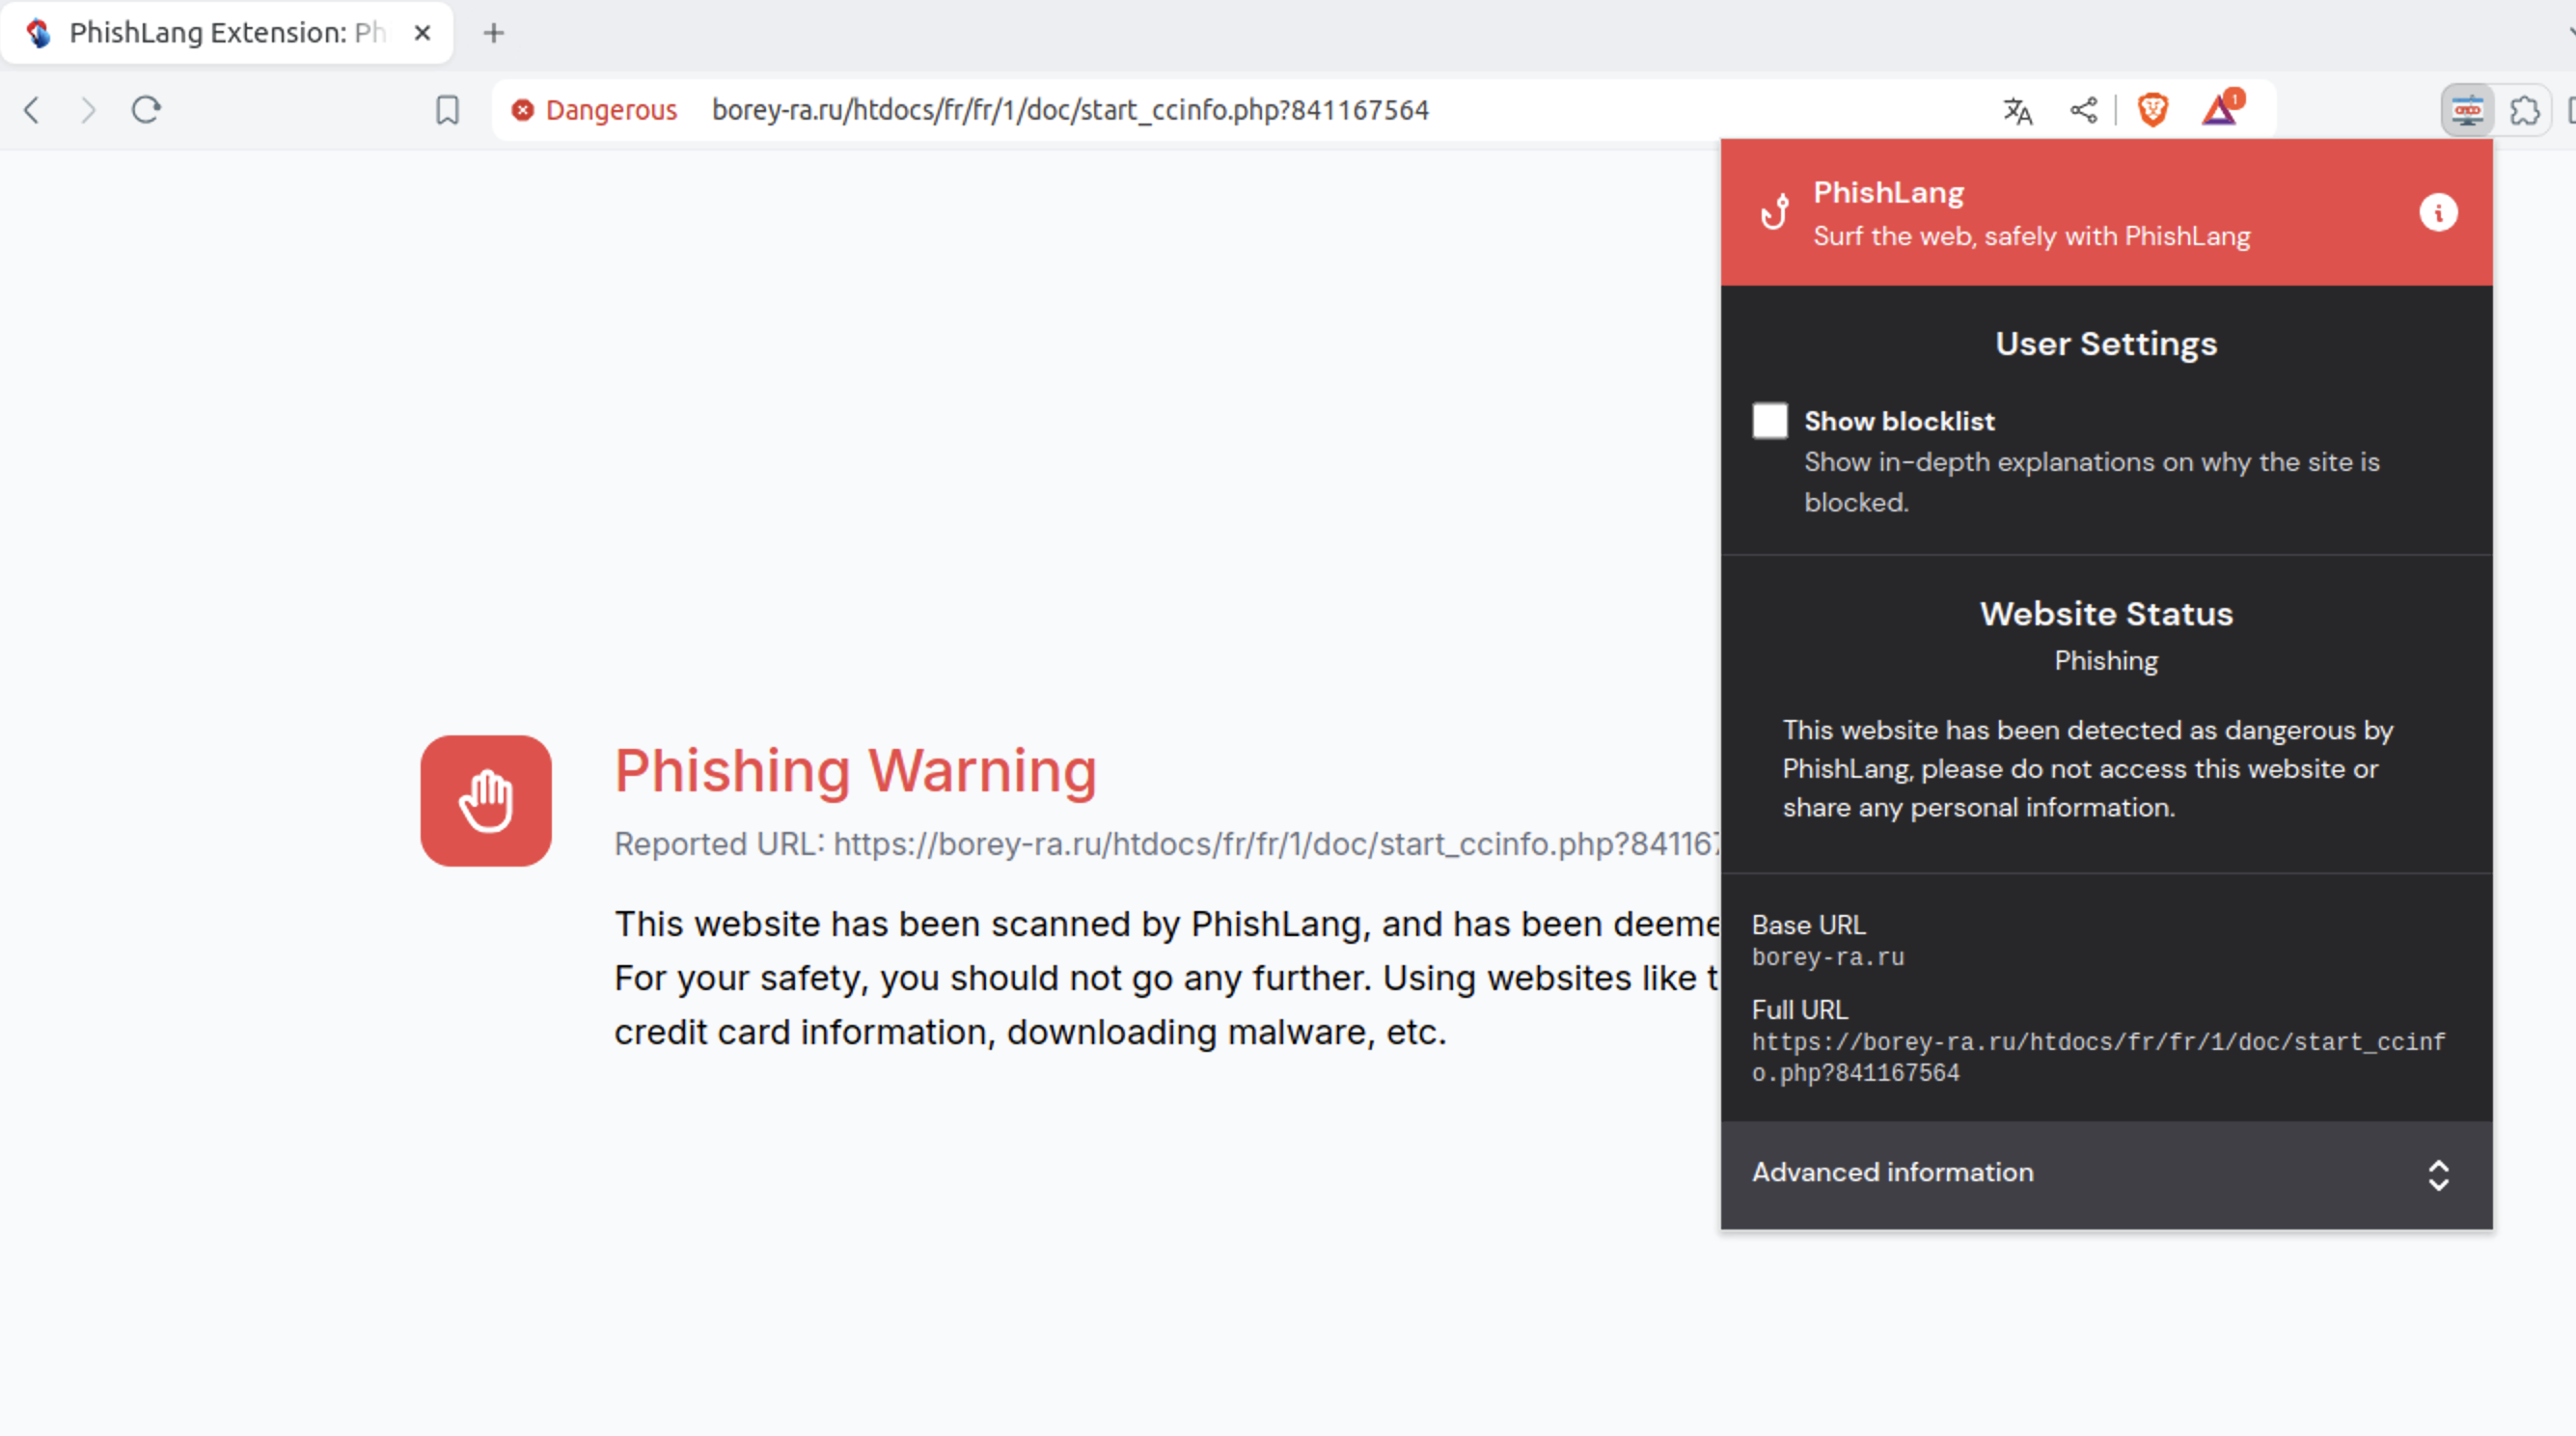 PhishLang Extension: Ph
Dangerous borey-ra.ru/htdocs/fr/fr/1/doc/start_ccinfo.php?841167564
1
PhishLang
Surf the web, safely with PhishLang
User Settings
Show blocklist
Show in-depth explanations on why the site is
blocked.
Website Status
Phishing
This website has been detected as dangerous by
PhishLang, please do not access this website or
share any personal information.
Base URL
borey-ra.ru
Full URL
https://borey-ra.ru/htdocs/fr/fr/1/doc/start_ccinf
o.php?841167564
Advanced information
Phishing Warning
Reported URL: https://borey-ra.ru/htdocs/fr/fr/1/doc/start_ccinfo.php?84116
This website has been scanned by PhishLang, and has been deeme
For your safety, you should not go any further. Using websites like t
credit card information, downloading malware, etc.